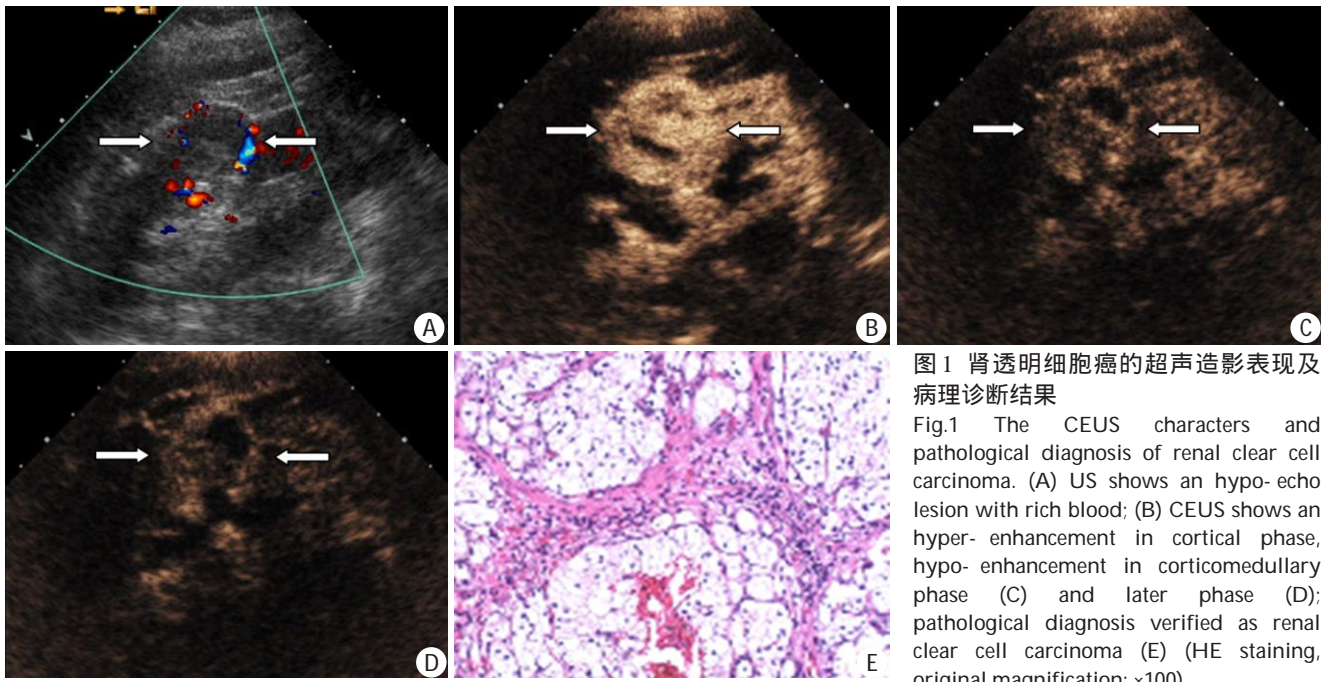 A
B
C
D
E
图1 肾透明细胞癌的超声造影表现及
病理诊断结果
Fig.1 The CEUS characters and
pathological diagnosis of renal clear cell
carcinoma. (A) US shows an hypo- echo
lesion with rich blood; (B) CEUS shows an
hyper- enhancement in cortical phase,
hypo- enhancement in corticomedullary
phase (C) and later phase (D);
pathological diagnosis verified as renal
clear cell carcinoma (E) (HE staining,
original magnification: ×100)